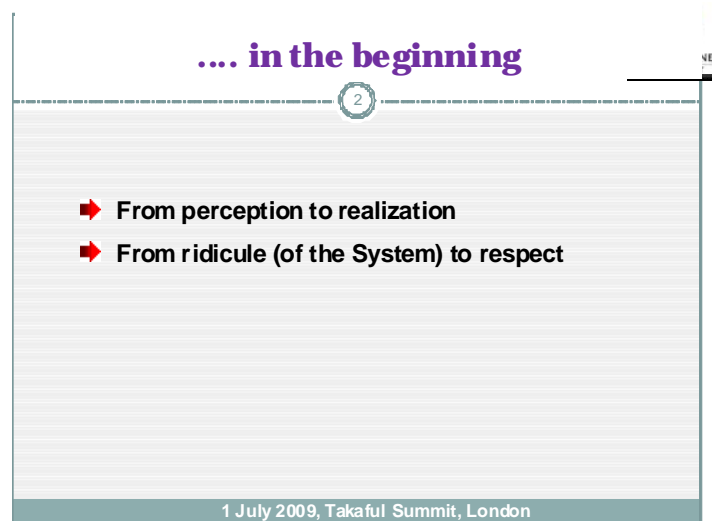 .... in the beginning
NE
2
From perception to realization
From ridicule (of the System) to respect
1 July 2009, Takaful Summit, London